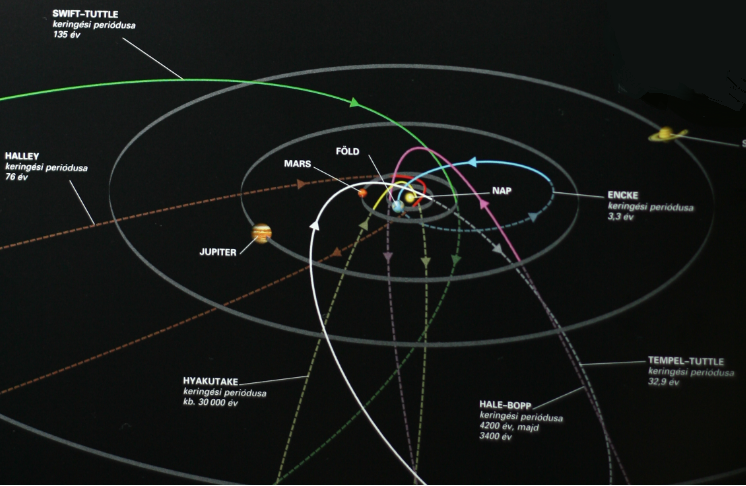 SWIFT–TUTTLE
keringési periódusa
135 év
HALLEY
keringési periódusa
76 év
MARS
FÖLD
NAP
JUPITER
ENCKE
keringési periódusa
3,3 év
HYAKUTAKE
keringési periódusa
kb. 30 000 év
HALE–BOPP
keringési periódusa
4200 év, majd
3400 év
TEMPEL–TUTTLE
keringési periódusa
32,9 év